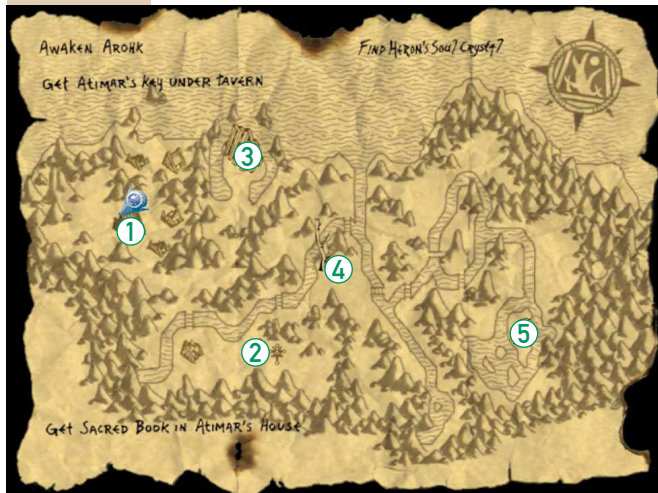 Awaken Arohk
Find Heron's Soul Crystal
Get Atimar's key under tavern
3
1
4
5
2
Get Sacred Book in Atimar's House